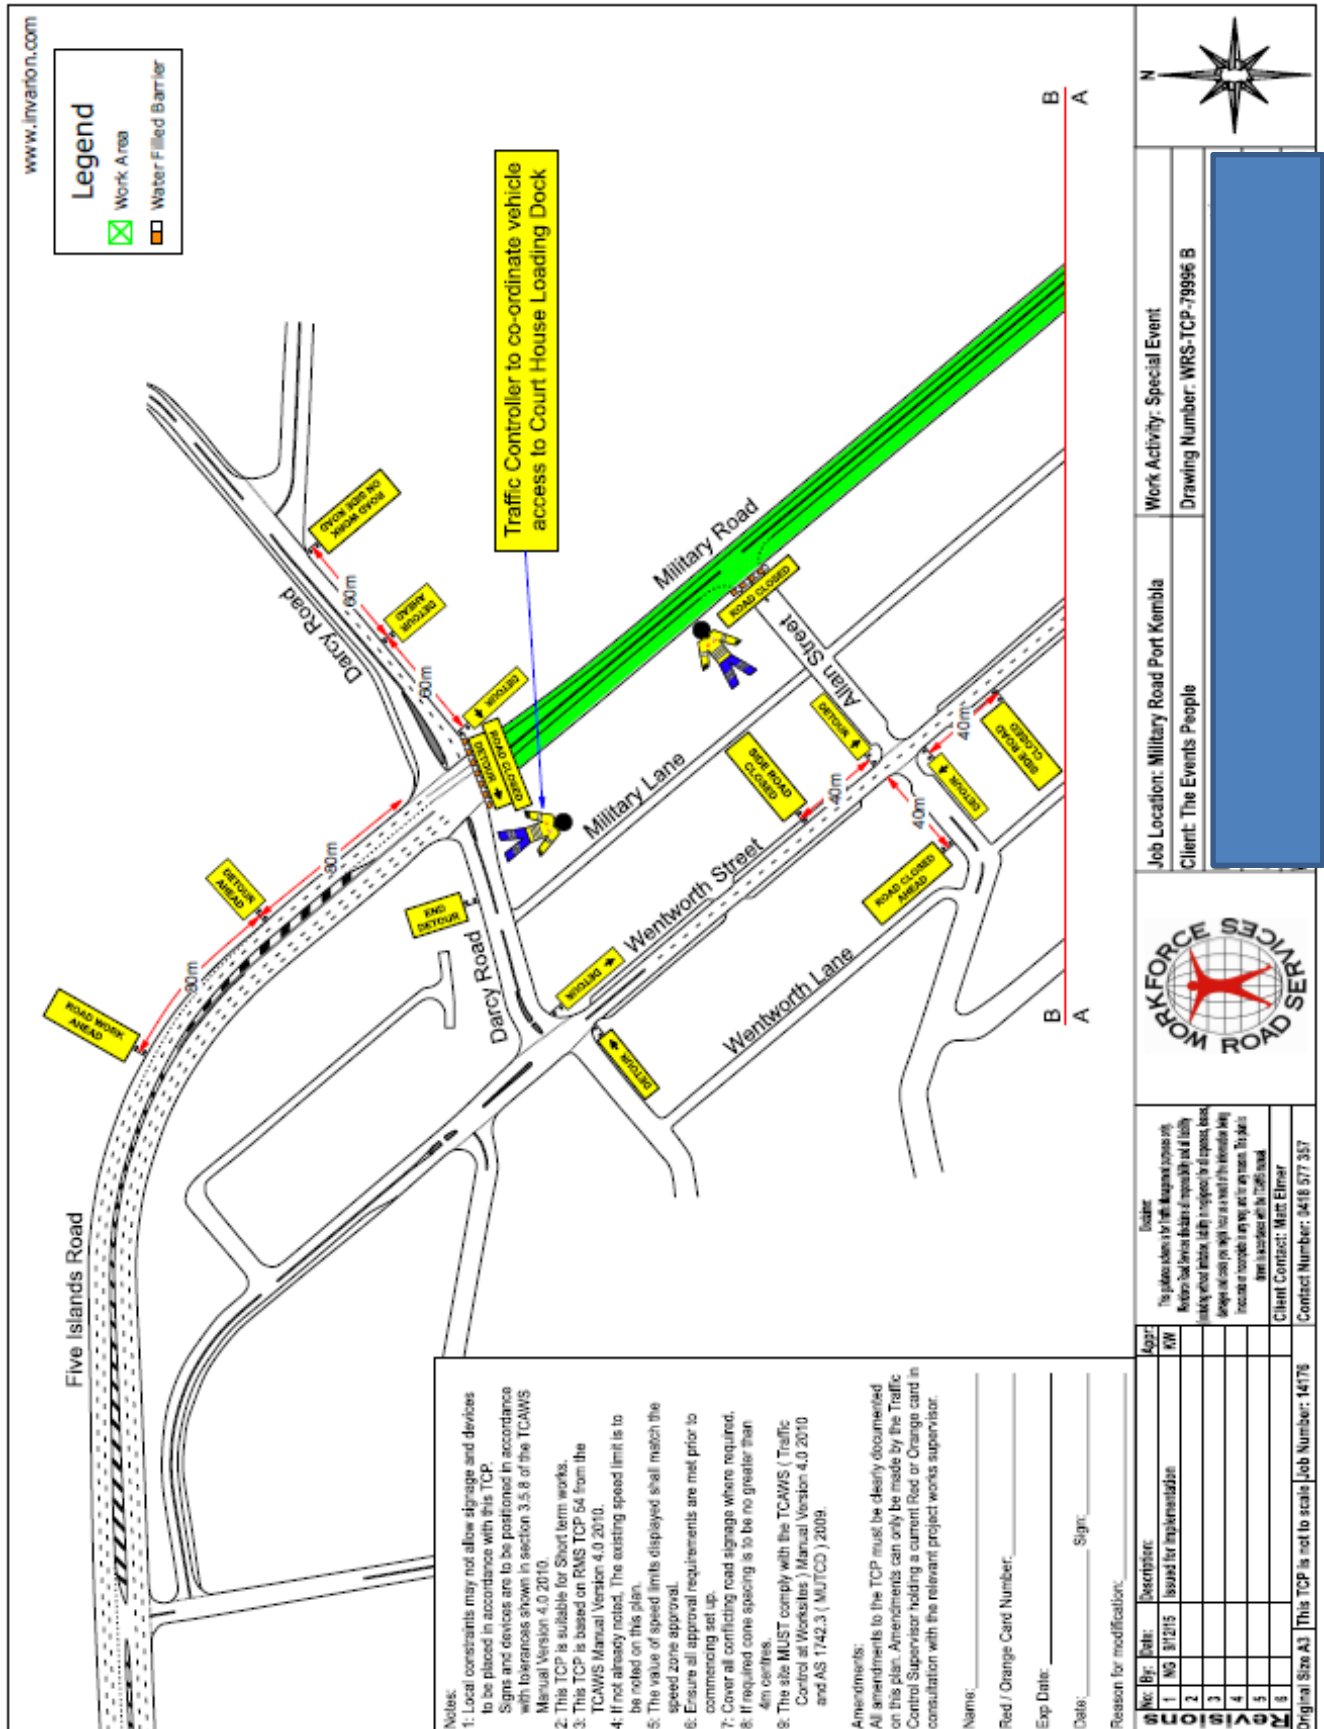 www.invarion.com
Legend
Work Area
Water Filled Barrier
Five Islands Road
ROAD WORK
AHEAD
80m
DETOUR
AHEAD
80m
Darcy Road
ROAD WORK
ON SIDE ROAD
60m
DETOUR
AHEAD
60m
DETOUR
DETOUR
ROAD CLOSED
Traffic Controller to co-ordinate vehicle
access to Court House Loading Dock
END
DETOUR
Darcy Road
Military Road
ROAD CLOSED
Allan Street
Military Lane
DETOUR
SIDE ROAD
CLOSED
40m
40m
40m
SIDE ROAD
CLOSED
DETOUR
ROAD CLOSED
AHEAD
Wentworth Street
DETOUR
DETOUR
Wentworth Lane
B
A
B
A
Notes:
1: Local constraints may not allow signage and devices
to be placed in accordance with this TCP.
Signs and devices are to be positioned in accordance
with tolerances shown in section 3.5.8 of the TCAWS
Manual Version 4.0 2010.
2: This TCP is suitable for Short term works.
3: This TCP is based on RMS TCP 54 from the
TCAWS Manual Version 4.0 2010.
4: If not already noted, The existing speed limit is to
be noted on this plan.
5: The value of speed limits displayed shall match the
speed zone approval.
6: Ensure all approval requirements are met prior to
commencing set up.
7: Cover all conflicting road signage where required.
8: If required cone spacing is to be no greater than
4m centres.
9: The site MUST comply with the TCAWS ( Traffic
Control at Worksites ) Manual Version 4.0 2010
and AS 1742.3 ( MUTCD ) 2009.
Amendments:
All amendments to the TCP must be clearly documented
on this plan. Amendments can only be made by the Traffic
Control Supervisor holding a current Red or Orange card in
consultation with the relevant project works supervisor.
Name:
Red / Orange Card Number:
Exp Date:
Date: Sign:
Reason for modification:
Revisions
No: By: Date: Description: Appr:
1 NG 9/12/15 Issued for Implementation KW
2
3
4
5
6
Original Size A3 This TCP is not to scale Job Number: 14176
Client Contact: Matt Elmer
Contact Number: 0418 577 357
WORKFORCE
ROAD SERVICES
Job Location: Military Road Port Kembla
Work Activity: Special Event
Client: The Events People
Drawing Number: WRS-TCP-79996 B
N